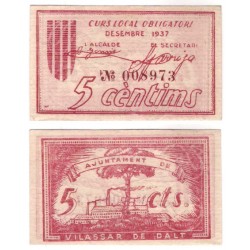 CURS LOCAL OBLIGATORI
DESEMBRE 1937
L'ALCALDE
EL SECRETARI
Nº 008973
5 cèntims
AJUNTAMENT DE
5 cts.
VILASSAR DE DALT